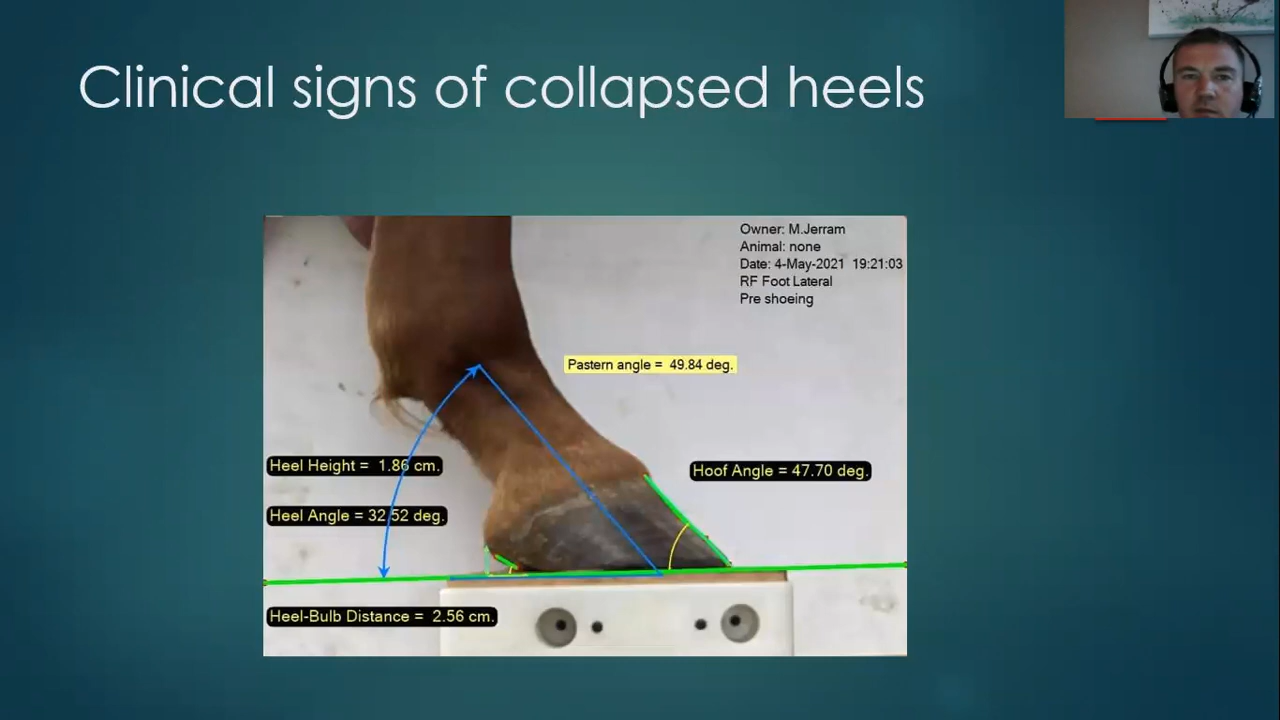 Clinical signs of collapsed heels
Owner: M.Jerram
Animal: none
Date: 4-May-2021 19:21:03
RF Foot Lateral
Pre shoeing
Pastern angle = 49.84 deg.
Heel Height = 1.86 cm.
Hoof Angle = 47.70 deg.
Heel Angle = 32.52 deg.
Heel-Bulb Distance = 2.56 cm.